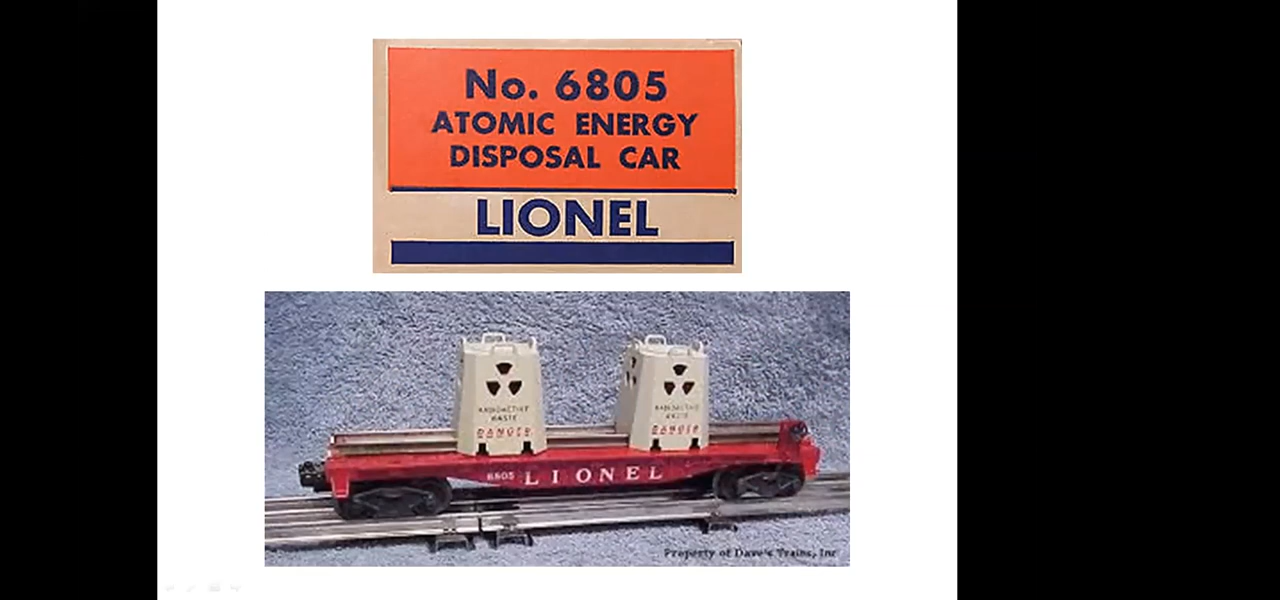 No. 6805
ATOMIC ENERGY
DISPOSAL CAR
LIONEL
RADIOACTIVE
WASTE
DANGER
RADIOACTIVE
WASTE
DANGER
6805 LIONEL
Property of Dave's Trains, Inc